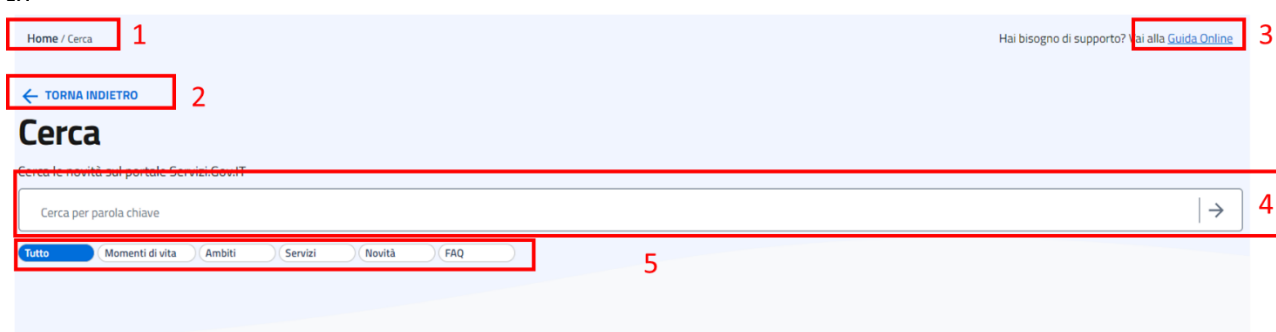 Home / Cerca 1 Hai bisogno di supporto? Vai alla Guida Online 3
← TORNA INDIETRO 2
Cerca
Cerca le novità sul portale Servizi.Gov.IT
Cerca per parola chiave → 4
Tutto Momenti di vita Ambiti Servizi Novità FAQ 5